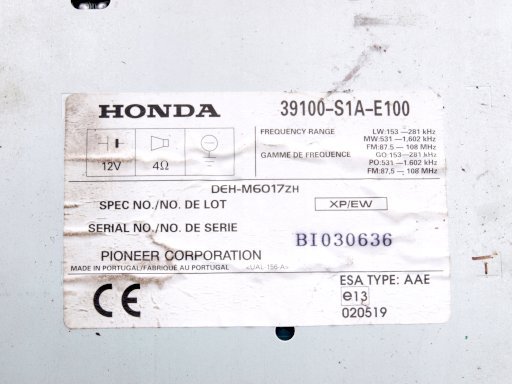 HONDA 39100-S1A-E100
FREQUENCY RANGE LW:153—281 kHz
MW:531—1,602 kHz
FM:87.5—108 MHz
GAMME DE FREQUENCE GO:153—281 kHz
PO:531—1.602 kHz
FM:87,5—108 MHz
12V 4Ω
DEH-M6017ZH
SPEC NO./NO. DE LOT XP/EW
SERIAL NO./NO. DE SERIE BI030636
PIONEER CORPORATION
MADE IN PORTUGAL/FABRIQUE AU PORTUGAL <UAL-156-A>
CE
ESA TYPE: AAE
e13
020519